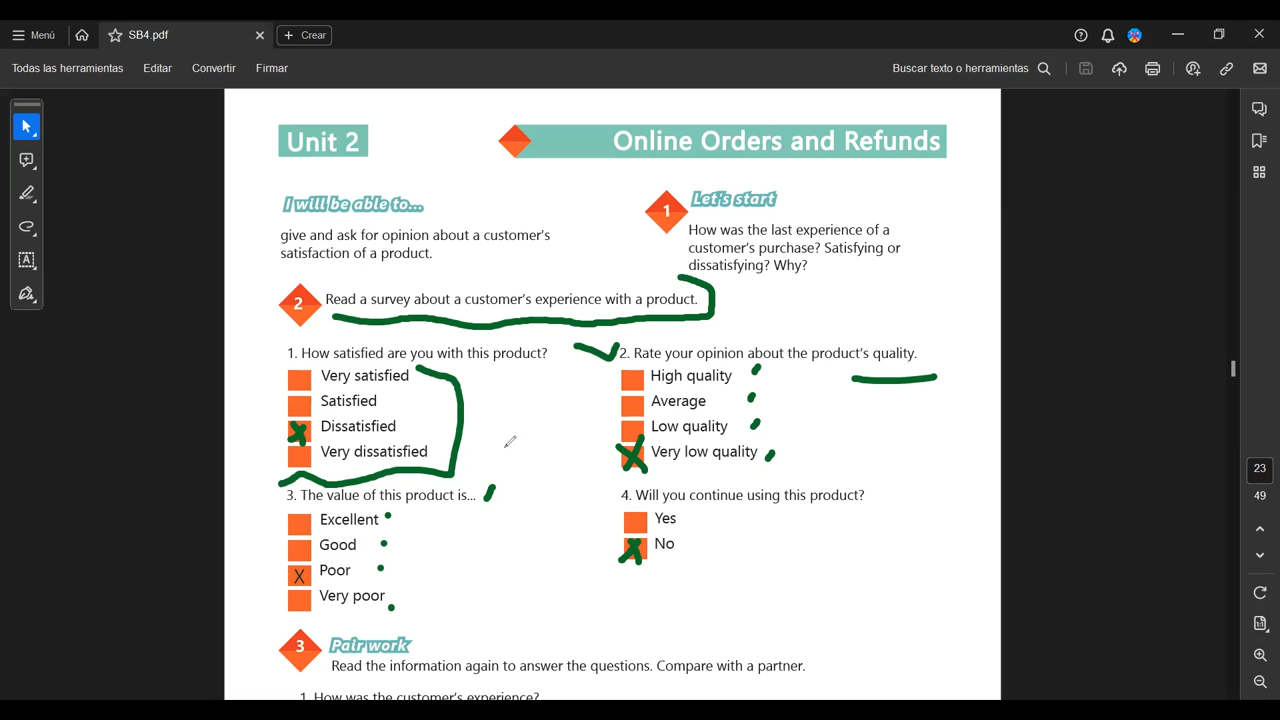 Menú
SB4.pdf
Crear
Todas las herramientas
Editar
Convertir
Firmar
Buscar texto o herramientas
Unit 2
Online Orders and Refunds
I will be able to...
give and ask for opinion about a customer's
satisfaction of a product.
1
Let's start
How was the last experience of a
customer's purchase? Satisfying or
dissatisfying? Why?
2
Read a survey about a customer's experience with a product.
1. How satisfied are you with this product?
Very satisfied
Satisfied
X Dissatisfied
Very dissatisfied
2. Rate your opinion about the product's quality.
High quality
Average
Low quality
X Very low quality
3. The value of this product is...
Excellent
Good
X Poor
Very poor
4. Will you continue using this product?
Yes
X No
3
Pair work
Read the information again to answer the questions. Compare with a partner.
1. How was the customer's experience?
23
49